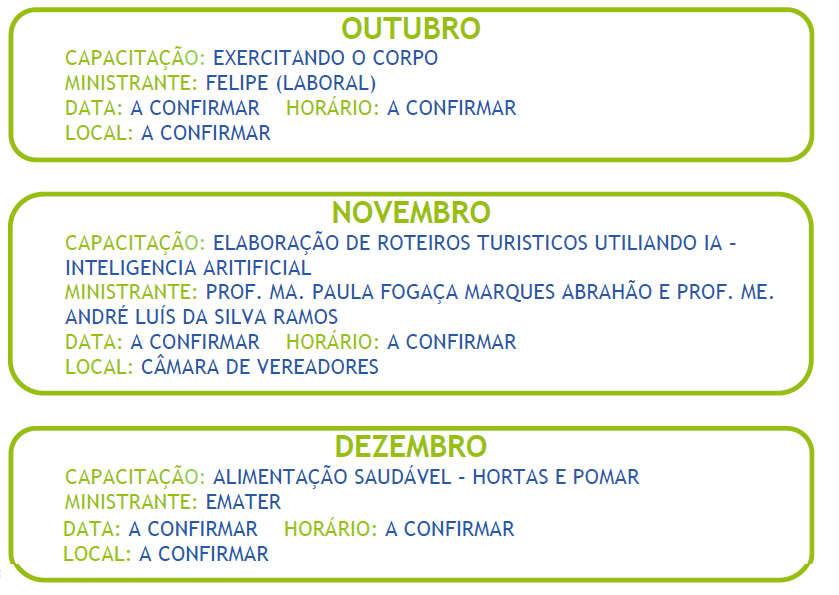 OUTUBRO
CAPACITAÇÃO: EXERCITANDO O CORPO
MINISTRANTE: FELIPE (LABORAL)
DATA: A CONFIRMAR HORÁRIO: A CONFIRMAR
LOCAL: A CONFIRMAR
NOVEMBRO
CAPACITAÇÃO: ELABORAÇÃO DE ROTEIROS TURISTICOS UTILIANDO IA –
INTELIGENCIA ARITIFICIAL
MINISTRANTE: PROF. MA. PAULA FOGAÇA MARQUES ABRAHÃO E PROF. ME.
ANDRÉ LUÍS DA SILVA RAMOS
DATA: A CONFIRMAR HORÁRIO: A CONFIRMAR
LOCAL: CÂMARA DE VEREADORES
DEZEMBRO
CAPACITAÇÃO: ALIMENTAÇÃO SAUDÁVEL – HORTAS E POMAR
MINISTRANTE: EMATER
DATA: A CONFIRMAR HORÁRIO: A CONFIRMAR
LOCAL: A CONFIRMAR